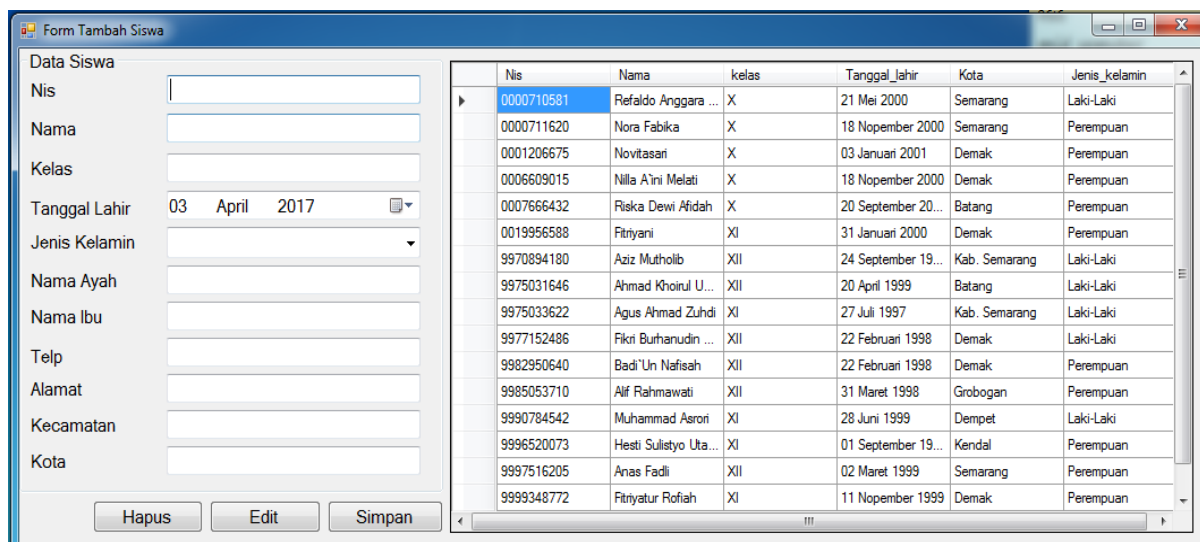 Form Tambah Siswa
Data Siswa
Nis
Nama
Kelas
Tanggal Lahir 03 April 2017
Jenis Kelamin
Nama Ayah
Nama Ibu
Telp
Alamat
Kecamatan
Kota
Hapus Edit Simpan
Nis Nama kelas Tanggal_lahir Kota Jenis_kelamin
0000710581 Refaldo Anggara ... X 21 Mei 2000 Semarang Laki-Laki
0000711620 Nora Fabika X 18 Nopember 2000 Semarang Perempuan
0001206675 Novitasari X 03 Januari 2001 Demak Perempuan
0006609015 Nilla A`ini Melati X 18 Nopember 2000 Demak Perempuan
0007666432 Riska Dewi Afidah X 20 September 20... Batang Perempuan
0019956588 Fitriyani XI 31 Januari 2000 Demak Perempuan
9970894180 Aziz Mutholib XII 24 September 19... Kab. Semarang Laki-Laki
9975031646 Ahmad Khoirul U... XII 20 April 1999 Batang Laki-Laki
9975033622 Agus Ahmad Zuhdi XI 27 Juli 1997 Kab. Semarang Laki-Laki
9977152486 Fikri Burhanudin ... XII 22 Februari 1998 Demak Laki-Laki
9982950640 Badi`Un Nafisah XII 22 Februari 1998 Demak Perempuan
9985053710 Alif Rahmawati XII 31 Maret 1998 Grobogan Perempuan
9990784542 Muhammad Asrori XI 28 Juni 1999 Dempet Laki-Laki
9996520073 Hesti Sulistyo Uta... XI 01 September 19... Kendal Perempuan
9997516205 Anas Fadli XII 02 Maret 1999 Semarang Perempuan
9999348772 Fitriyatur Rofiah XI 11 Nopember 1999 Demak Perempuan